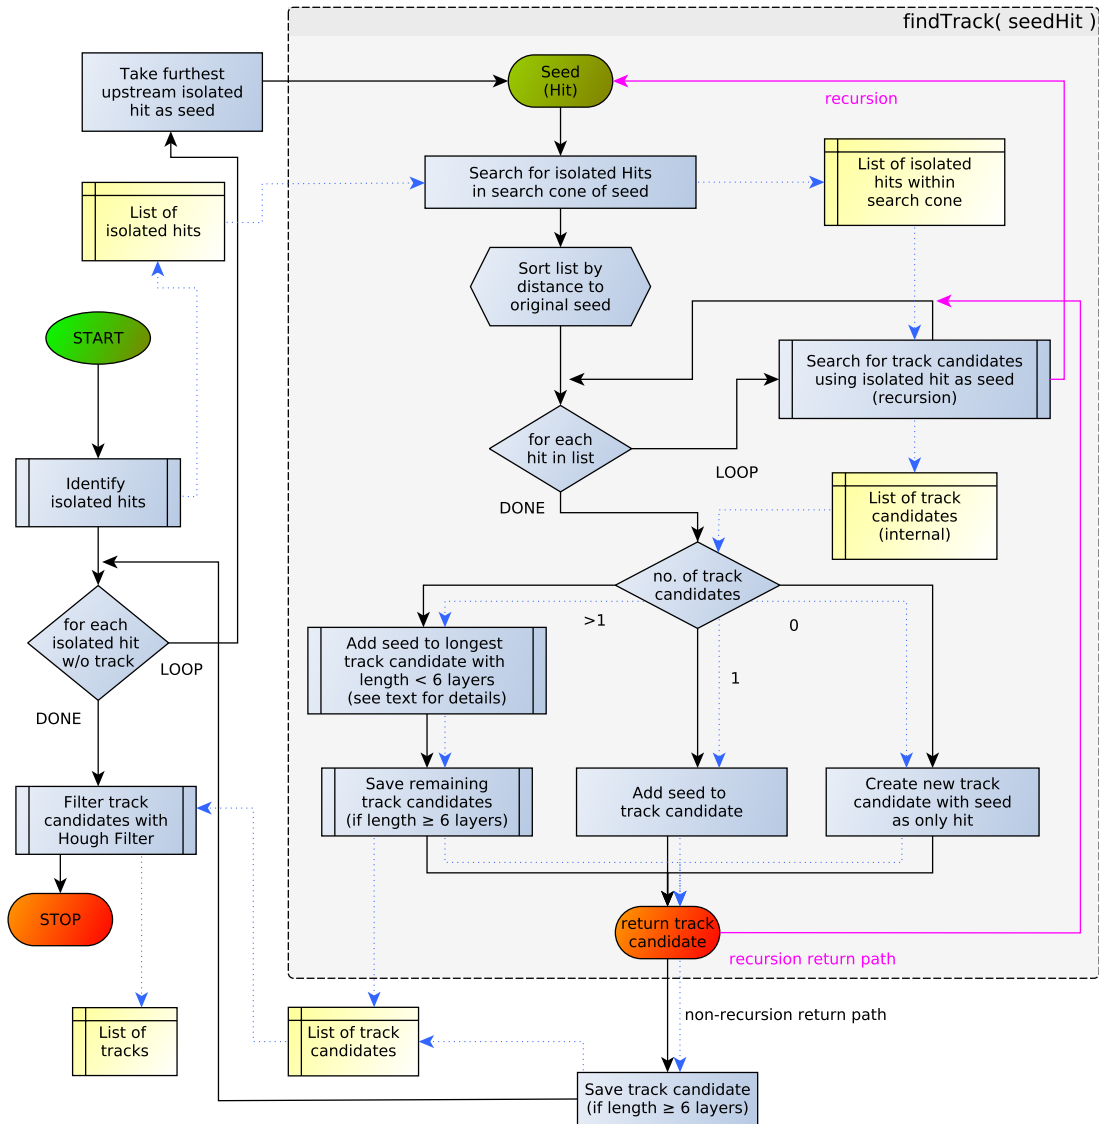 findTrack( seedHit )
Take furthest
upstream isolated
hit as seed
Seed
(Hit)
recursion
Search for isolated Hits
in search cone of seed
List of isolated
hits within
search cone
List of
isolated hits
Sort list by
distance to
original seed
START
Search for track candidates
using isolated hit as seed
(recursion)
for each
hit in list
LOOP
DONE
Identify
isolated hits
List of track
candidates
(internal)
no. of track
candidates
>1
0
1
for each
isolated hit
w/o track
LOOP
DONE
Add seed to longest
track candidate with
length < 6 layers
(see text for details)
Save remaining
track candidates
(if length ≥ 6 layers)
Add seed to
track candidate
Create new track
candidate with seed
as only hit
Filter track
candidates with
Hough Filter
STOP
return track
candidate
recursion return path
non-recursion return path
List of
tracks
List of track
candidates
Save track candidate
(if length ≥ 6 layers)